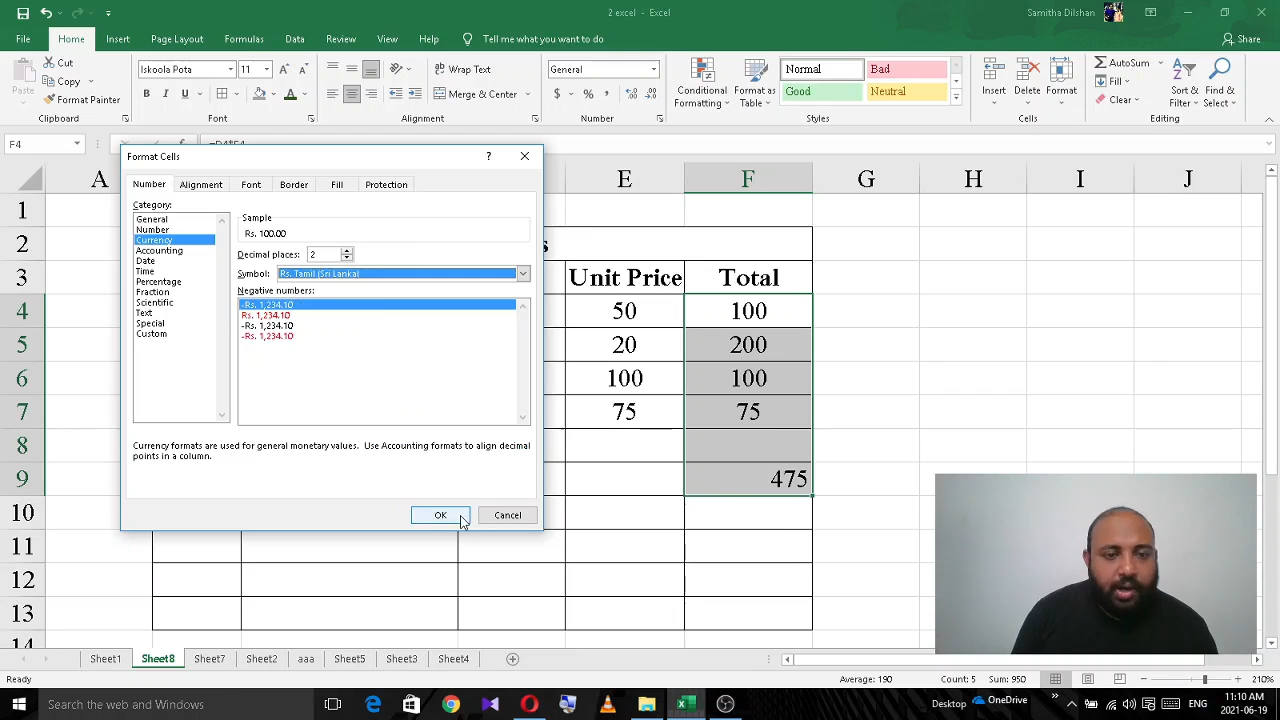 2 excel - Excel
Samitha Dilshan
File Home Insert Page Layout Formulas Data Review View Help Tell me what you want to do Share
Cut
Copy
Format Painter
Paste
Clipboard
Iskoola Pota 11
B I U
Font
Wrap Text
Merge & Center
Alignment
General
$ % ,
Number
Conditional Formatting
Format as Table
Normal Bad
Good Neutral
Styles
Insert Delete Format
Cells
AutoSum
Fill
Clear
Sort & Filter
Find & Select
Editing
F4
=D4*E4
Format Cells
Number Alignment Font Border Fill Protection
Category:
General
Number
Currency
Accounting
Date
Time
Percentage
Fraction
Scientific
Text
Special
Custom
Sample
Rs. 100.00
Decimal places: 2
Symbol: Rs. Tamil (Sri Lanka)
Negative numbers:
-Rs. 1,234.10
Rs. 1,234.10
-Rs. 1,234.10
-Rs. 1,234.10
Currency formats are used for general monetary values. Use Accounting formats to align decimal
points in a column.
OK Cancel
A E F G H I J
1
2 s
3 Unit Price Total
4 50 100
5 20 200
6 100 100
7 75 75
8
9 475
10
11
12
13
14
Sheet1 Sheet8 Sheet7 Sheet2 aaa Sheet5 Sheet3 Sheet4
Ready
Average: 190 Count: 5 Sum: 950
210%
Search the web and Windows
Desktop OneDrive
ENG
11:10 AM
2021-06-19